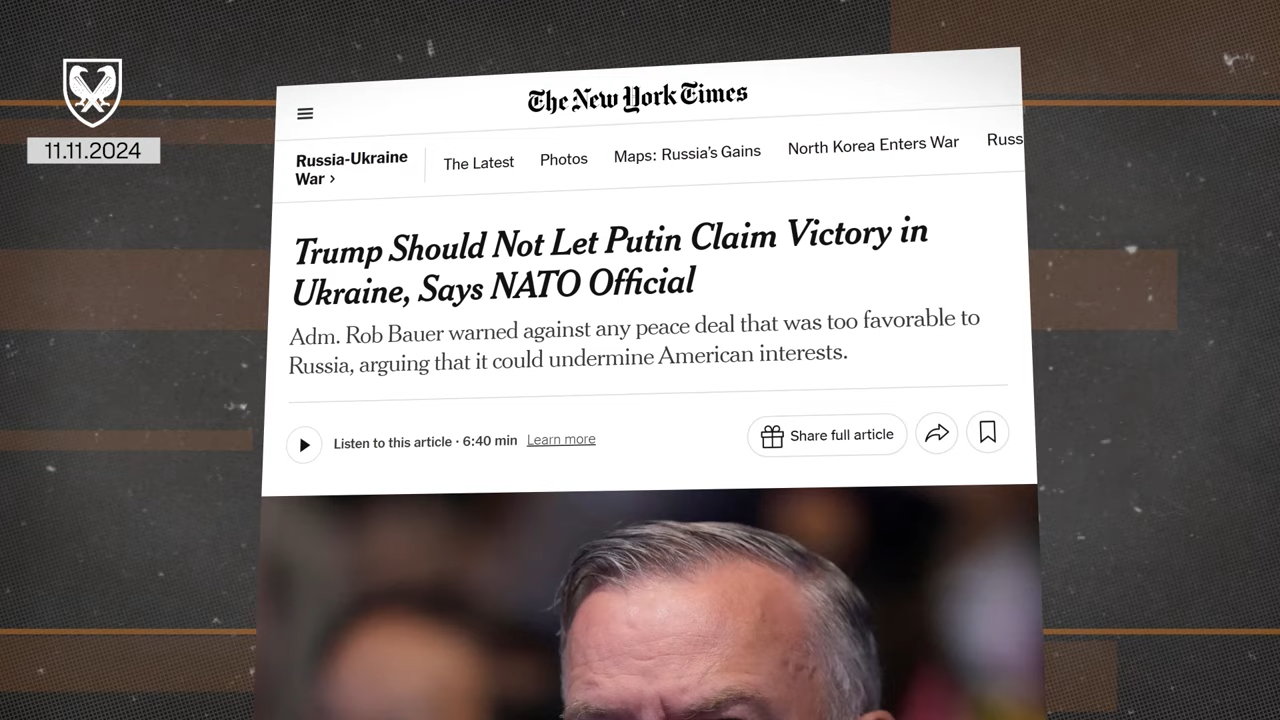 11.11.2024
The New York Times
Russia-Ukraine
War ›
The Latest
Photos
Maps: Russia's Gains
North Korea Enters War
Russ
Trump Should Not Let Putin Claim Victory in
Ukraine, Says NATO Official
Adm. Rob Bauer warned against any peace deal that was too favorable to
Russia, arguing that it could undermine American interests.
Listen to this article · 6:40 min Learn more
Share full article